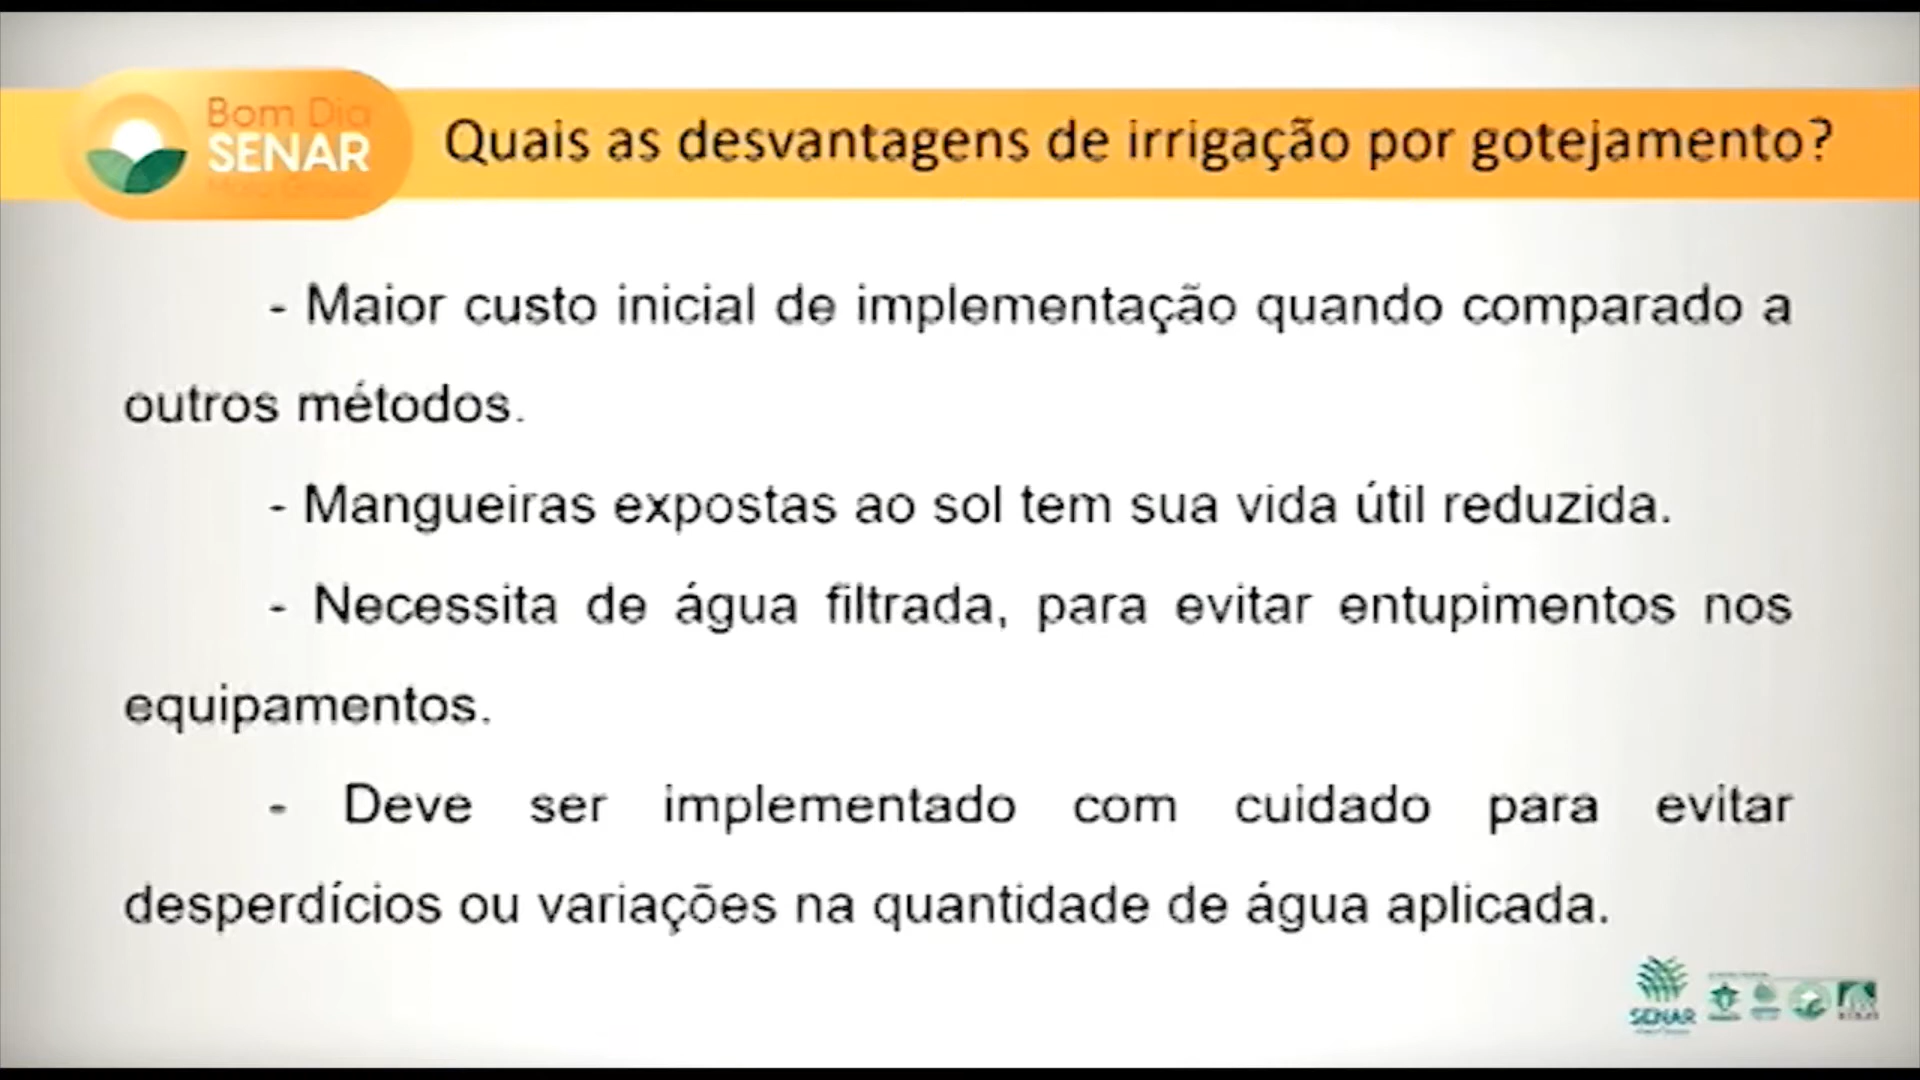 Bom Dia
SENAR
Quais as desvantagens de irrigação por gotejamento?
- Maior custo inicial de implementação quando comparado a
outros métodos.
- Mangueiras expostas ao sol tem sua vida útil reduzida.
- Necessita de água filtrada, para evitar entupimentos nos
equipamentos.
- Deve ser implementado com cuidado para evitar
desperdícios ou variações na quantidade de água aplicada.
SENAR